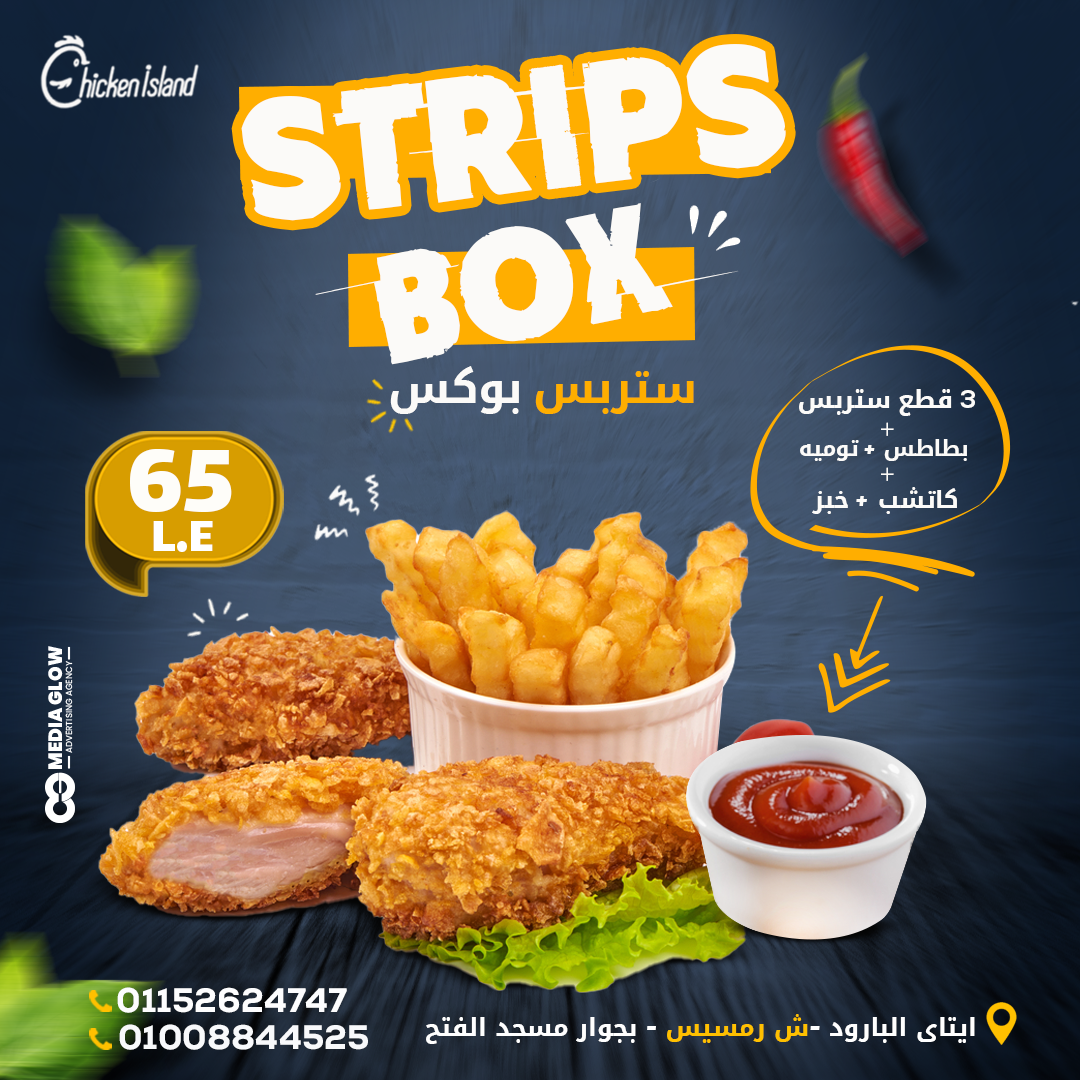 Chicken island
STRIPS
BOX
ستربس بوكس
3 قطع ستربس
+
بطاطس + توميه
+
كاتشب + خبز
65
L.E
MEDIA GLOW
ADVERTISING AGENCY
01152624747
01008844525
ايتاى البارود -ش رمسيس - بجوار مسجد الفتح